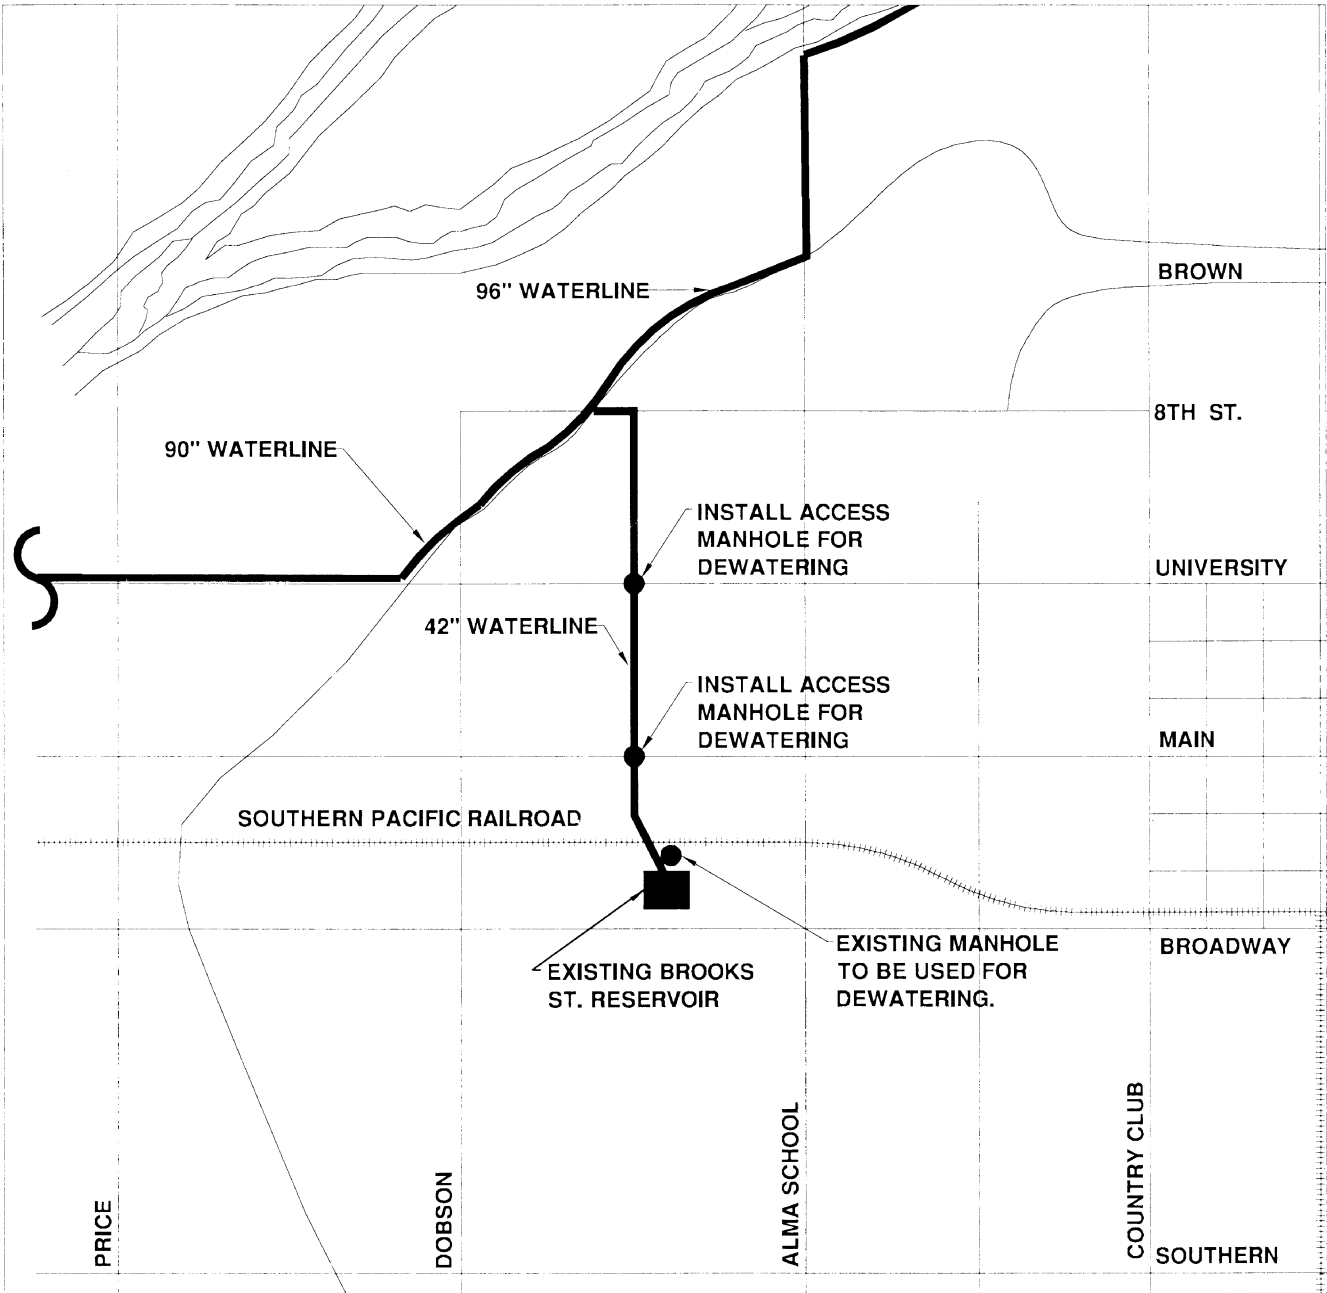 BROWN
96" WATERLINE
8TH ST.
90" WATERLINE
INSTALL ACCESS
MANHOLE FOR
DEWATERING
UNIVERSITY
42" WATERLINE
INSTALL ACCESS
MANHOLE FOR
DEWATERING
MAIN
SOUTHERN PACIFIC RAILROAD
EXISTING MANHOLE
TO BE USED FOR
DEWATERING.
BROADWAY
EXISTING BROOKS
ST. RESERVOIR
PRICE
DOBSON
ALMA SCHOOL
COUNTRY CLUB
SOUTHERN